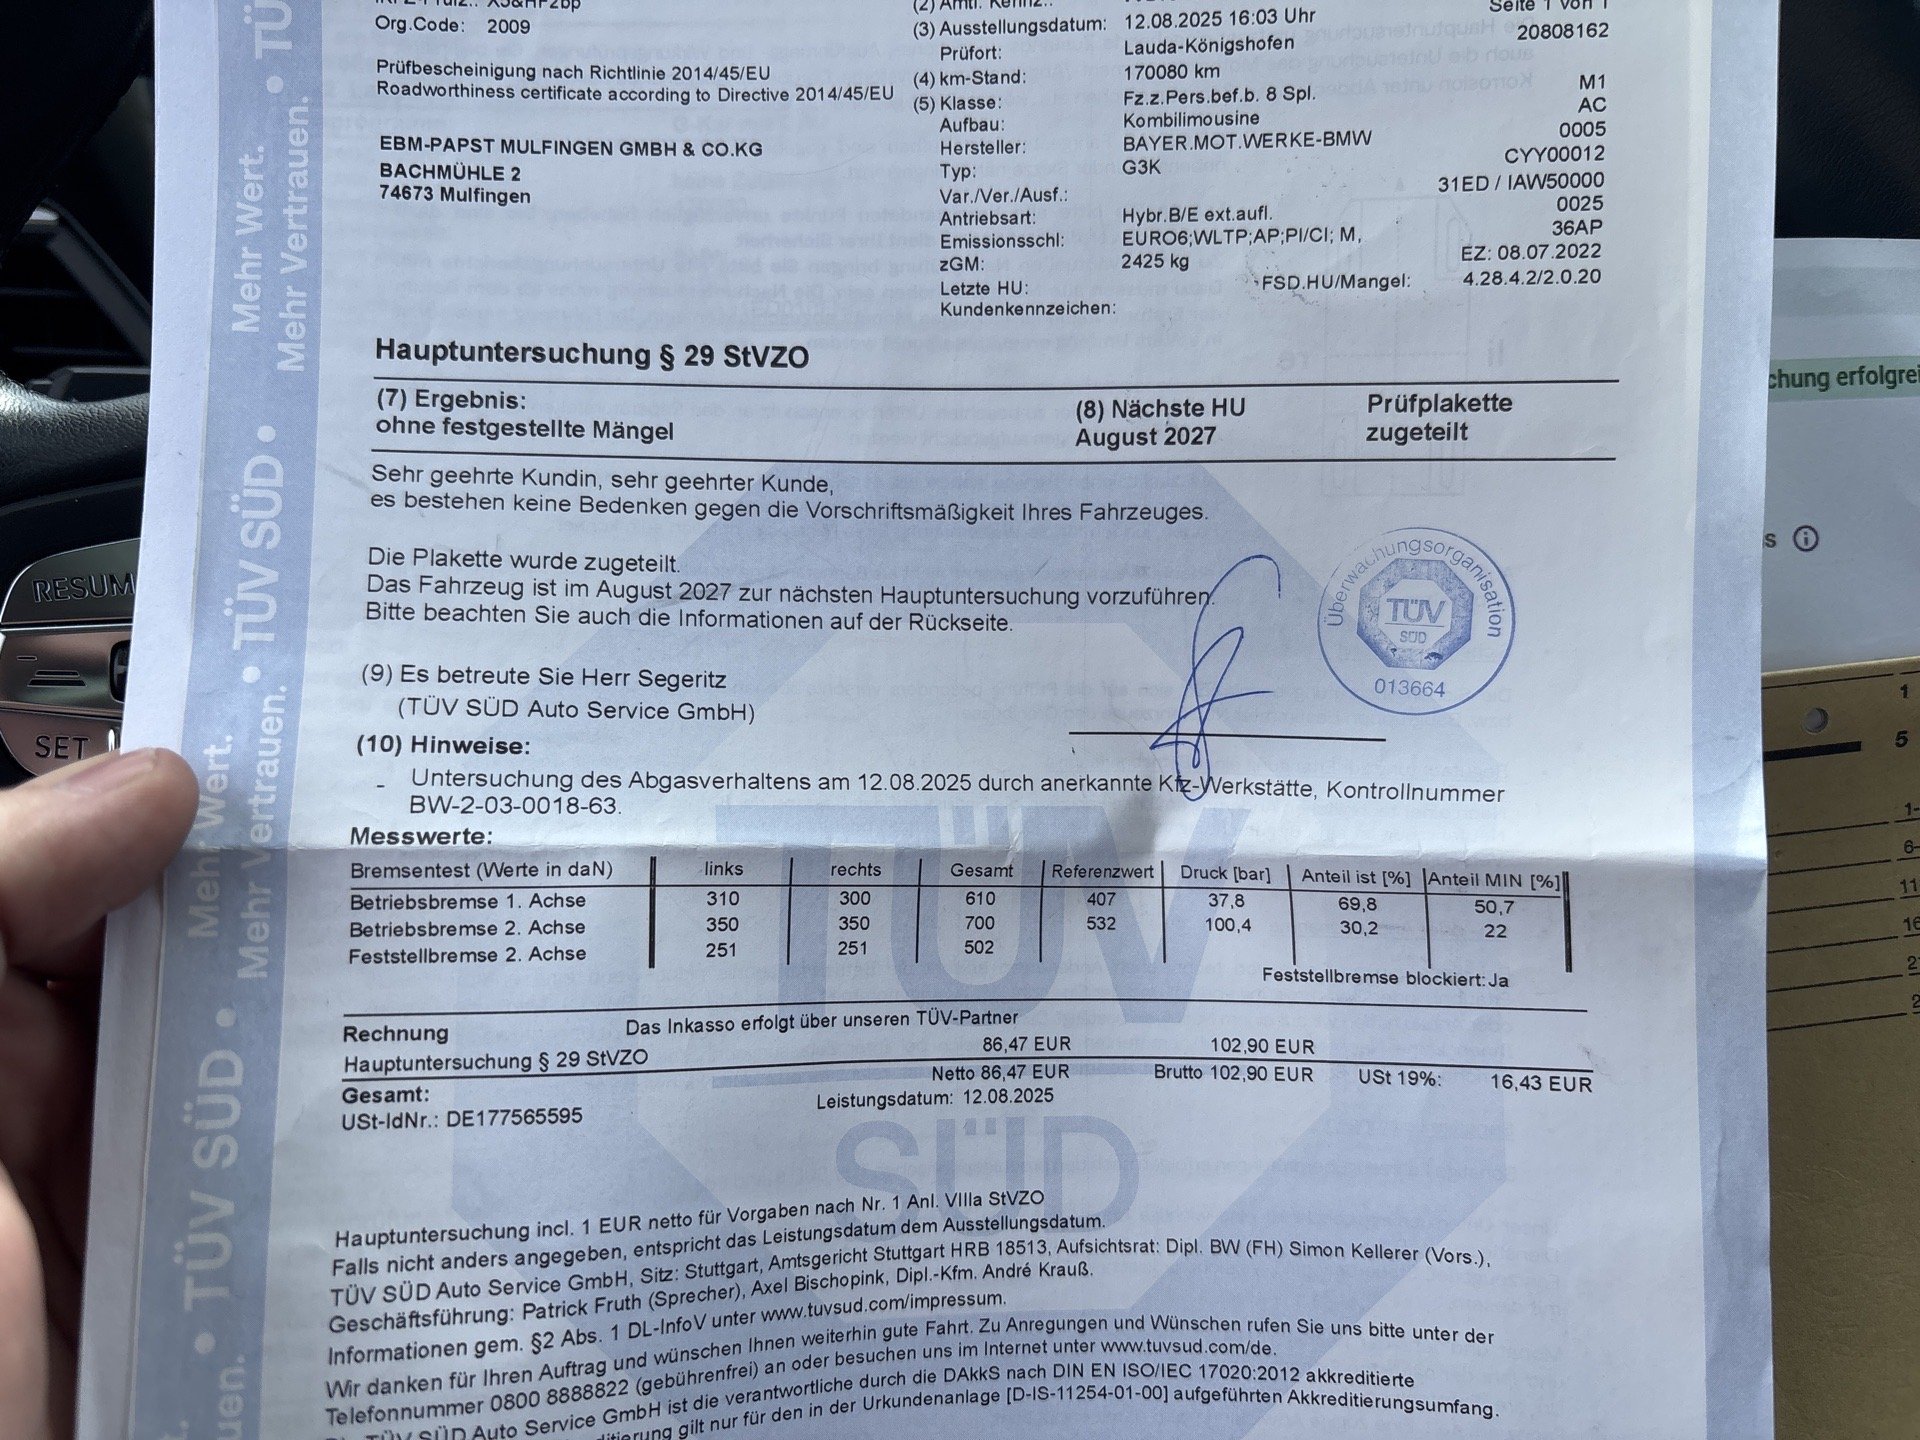 Org.Code: 2009
Prüfbescheinigung nach Richtlinie 2014/45/EU
Roadworthiness certificate according to Directive 2014/45/EU
EBM-PAPST MULFINGEN GMBH & CO.KG
BACHMÜHLE 2
74673 Mulfingen
Seite 1 von 1
(3) Ausstellungsdatum: 12.08.2025 16:03 Uhr 20808162
Prüfort: Lauda-Königshofen
(4) km-Stand: 170080 km
(5) Klasse: Fz.z.Pers.bef.b. 8 Spl. M1
Aufbau: Kombilimousine AC
Hersteller: BAYER.MOT.WERKE-BMW 0005
Typ: G3K CYY00012
Var./Ver./Ausf.: 31ED / IAW50000
Antriebsart: Hybr.B/E ext.aufl. 0025
Emissionsschl: EURO6;WLTP;AP;PI/CI; M, 36AP
zGM: 2425 kg EZ: 08.07.2022
Letzte HU: FSD.HU/Mangel: 4.28.4.2/2.0.20
Kundenkennzeichen:
Hauptuntersuchung § 29 StVZO
(7) Ergebnis: (8) Nächste HU Prüfplakette
ohne festgestellte Mängel August 2027 zugeteilt
Sehr geehrte Kundin, sehr geehrter Kunde,
es bestehen keine Bedenken gegen die Vorschriftsmäßigkeit Ihres Fahrzeuges.
Die Plakette wurde zugeteilt.
Das Fahrzeug ist im August 2027 zur nächsten Hauptuntersuchung vorzuführen.
Bitte beachten Sie auch die Informationen auf der Rückseite.
Überwachungsorganisation
TÜV
SÜD
013664
(9) Es betreute Sie Herr Segeritz
(TÜV SÜD Auto Service GmbH)
(10) Hinweise:
- Untersuchung des Abgasverhaltens am 12.08.2025 durch anerkannte Kfz-Werkstätte, Kontrollnummer
BW-2-03-0018-63.
Messwerte:
Bremsentest (Werte in daN) links rechts Gesamt Referenzwert Druck [bar] Anteil ist [%] Anteil MIN [%]
Betriebsbremse 1. Achse 310 300 610 407 37,8 69,8 50,7
Betriebsbremse 2. Achse 350 350 700 532 100,4 30,2 22
Feststellbremse 2. Achse 251 251 502
Feststellbremse blockiert: Ja
Rechnung Das Inkasso erfolgt über unseren TÜV-Partner
Hauptuntersuchung § 29 StVZO 86,47 EUR 102,90 EUR
Gesamt: Netto 86,47 EUR Brutto 102,90 EUR USt 19%: 16,43 EUR
USt-IdNr.: DE177565595 Leistungsdatum: 12.08.2025
Hauptuntersuchung incl. 1 EUR netto für Vorgaben nach Nr. 1 Anl. VIIIa StVZO
Falls nicht anders angegeben, entspricht das Leistungsdatum dem Ausstellungsdatum.
TÜV SÜD Auto Service GmbH, Sitz: Stuttgart, Amtsgericht Stuttgart HRB 18513, Aufsichtsrat: Dipl. BW (FH) Simon Kellerer (Vors.),
Geschäftsführung: Patrick Fruth (Sprecher), Axel Bischopink, Dipl.-Kfm. André Krauß.
Informationen gem. §2 Abs. 1 DL-InfoV unter www.tuvsud.com/impressum.
Wir danken für Ihren Auftrag und wünschen Ihnen weiterhin gute Fahrt. Zu Anregungen und Wünschen rufen Sie uns bitte unter der
Telefonnummer 0800 8888822 (gebührenfrei) an oder besuchen uns im Internet unter www.tuvsud.com/de.
TÜV SÜD Auto Service GmbH ist die verantwortliche durch die DAkkS nach DIN EN ISO/IEC 17020:2012 akkreditierte
gilt nur für den in der Urkundenanlage [D-IS-11254-01-00] aufgeführten Akkreditierungsumfang.
Mehr Wert.
Mehr Vertrauen.
TÜV SÜD
Mehr Wert.
Mehr Vertrauen.
TÜV SÜD
Mehr Wert.
Mehr Vertrauen.
TÜV SÜD
TÜV
SÜD
SET